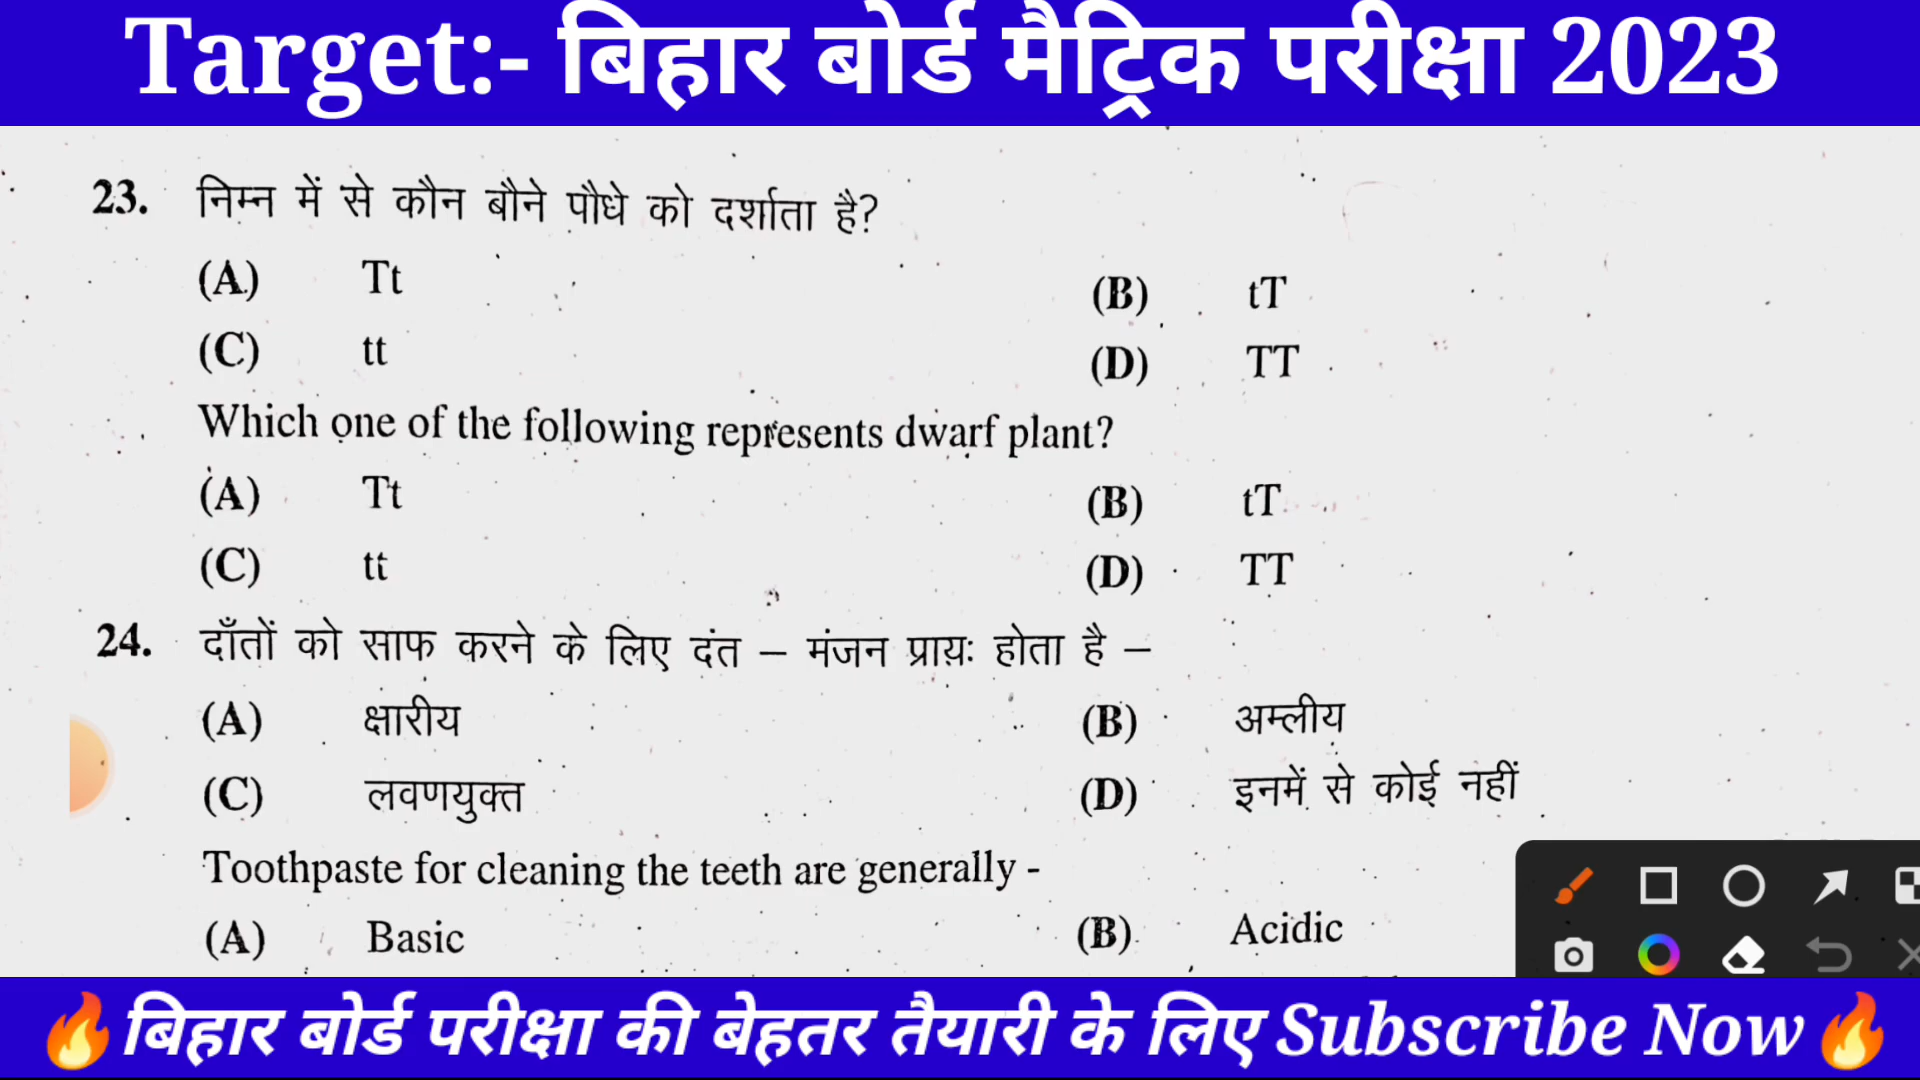 Target:- बिहार बोर्ड मैट्रिक परीक्षा 2023
23. निम्न में से कौन बौने पौधे को दर्शाता है?
(A) Tt (B) tT
(C) tt (D) TT
Which one of the following represents dwarf plant?
(A) Tt (B) tT
(C) tt (D) TT
24. दाँतों को साफ करने के लिए दंत – मंजन प्रायः होता है –
(A) क्षारीय (B) अम्लीय
(C) लवणयुक्त (D) इनमें से कोई नहीं
Toothpaste for cleaning the teeth are generally -
(A) Basic (B) Acidic
बिहार बोर्ड परीक्षा की बेहतर तैयारी के लिए Subscribe Now